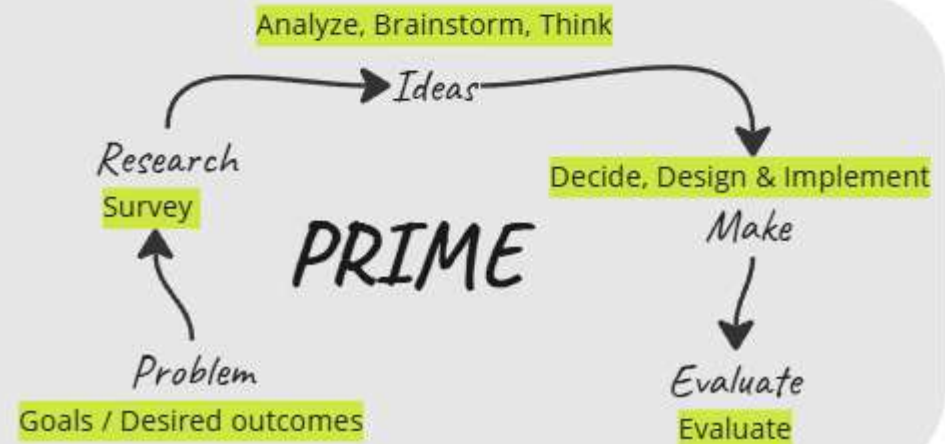 Analyze, Brainstorm, Think
Ideas
Research
Survey
Decide, Design & Implement
Make
PRIME
Problem
Goals / Desired outcomes
Evaluate
Evaluate